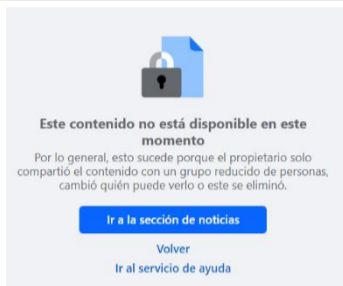 Este contenido no está disponible en este
momento
Por lo general, esto sucede porque el propietario solo
compartió el contenido con un grupo reducido de personas,
cambió quién puede verlo o este se eliminó.
Ir a la sección de noticias
Volver
Ir al servicio de ayuda